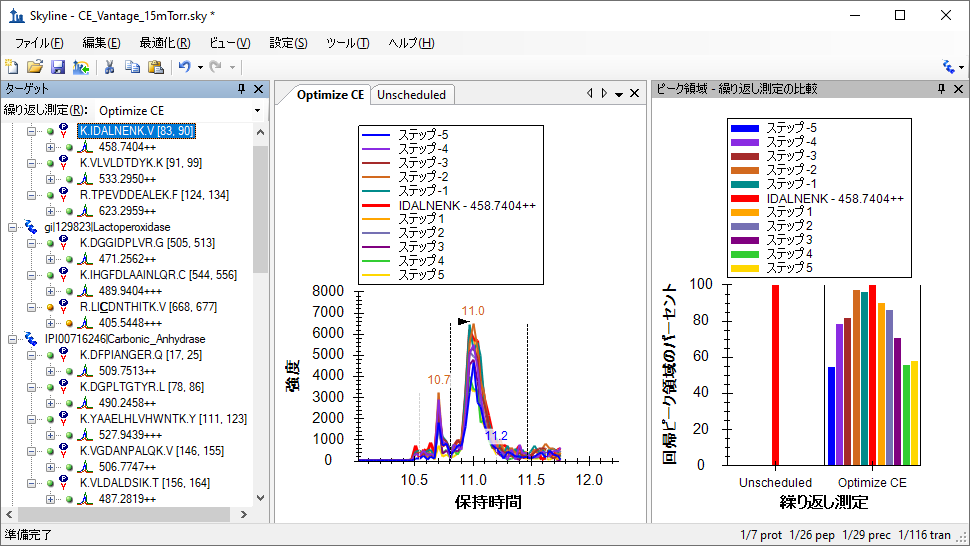 Skyline - CE_Vantage_15mTorr.sky *
ファイル(F) 編集(E) 最適化(R) ビュー(V) 設定(S) ツール(T) ヘルプ(H)
ターゲット
繰り返し測定(R): Optimize CE
K.IDALNENK.V [83, 90]
458.7404++
K.VLVLDTDYK.K [91, 99]
533.2950++
R.TPEVDDEALEK.F [124, 134]
623.2959++
gi|129823|Lactoperoxidase
K.DGGIDPLVR.G [505, 513]
471.2562++
K.IHGFDLAAINLQR.C [544, 556]
489.9404+++
R.LICDNTHITK.V [668, 677]
405.5448+++
IPI00716246|Carbonic_Anhydrase
K.DFPIANGER.Q [17, 25]
509.7513++
K.DGPLTGTYR.L [78, 86]
490.2458++
K.YAAELHLVHWNTK.Y [111, 123]
527.9439+++
K.VGDANPALQK.V [146, 155]
506.7747++
K.VLDALDSIK.T [156, 164]
487.2819++
Optimize CE Unscheduled
ステップ -5
ステップ -4
ステップ -3
ステップ -2
ステップ -1
IDALNENK - 458.7404++
ステップ 1
ステップ 2
ステップ 3
ステップ 4
ステップ 5
8000
7000
6000
5000
4000
3000
2000
1000
0
強度
11.0
10.7
11.2
10.5 11.0 11.5 12.0
保持時間
ピーク領域 - 繰り返し測定の比較
ステップ -5
ステップ -4
ステップ -3
ステップ -2
ステップ -1
IDALNENK - 458.7404++
ステップ 1
ステップ 2
ステップ 3
ステップ 4
ステップ 5
100
80
60
40
20
0
回帰ピーク領域のパーセント
Unscheduled Optimize CE
繰り返し測定
準備完了
1/7 prot 1/26 pep 1/29 prec 1/116 tran